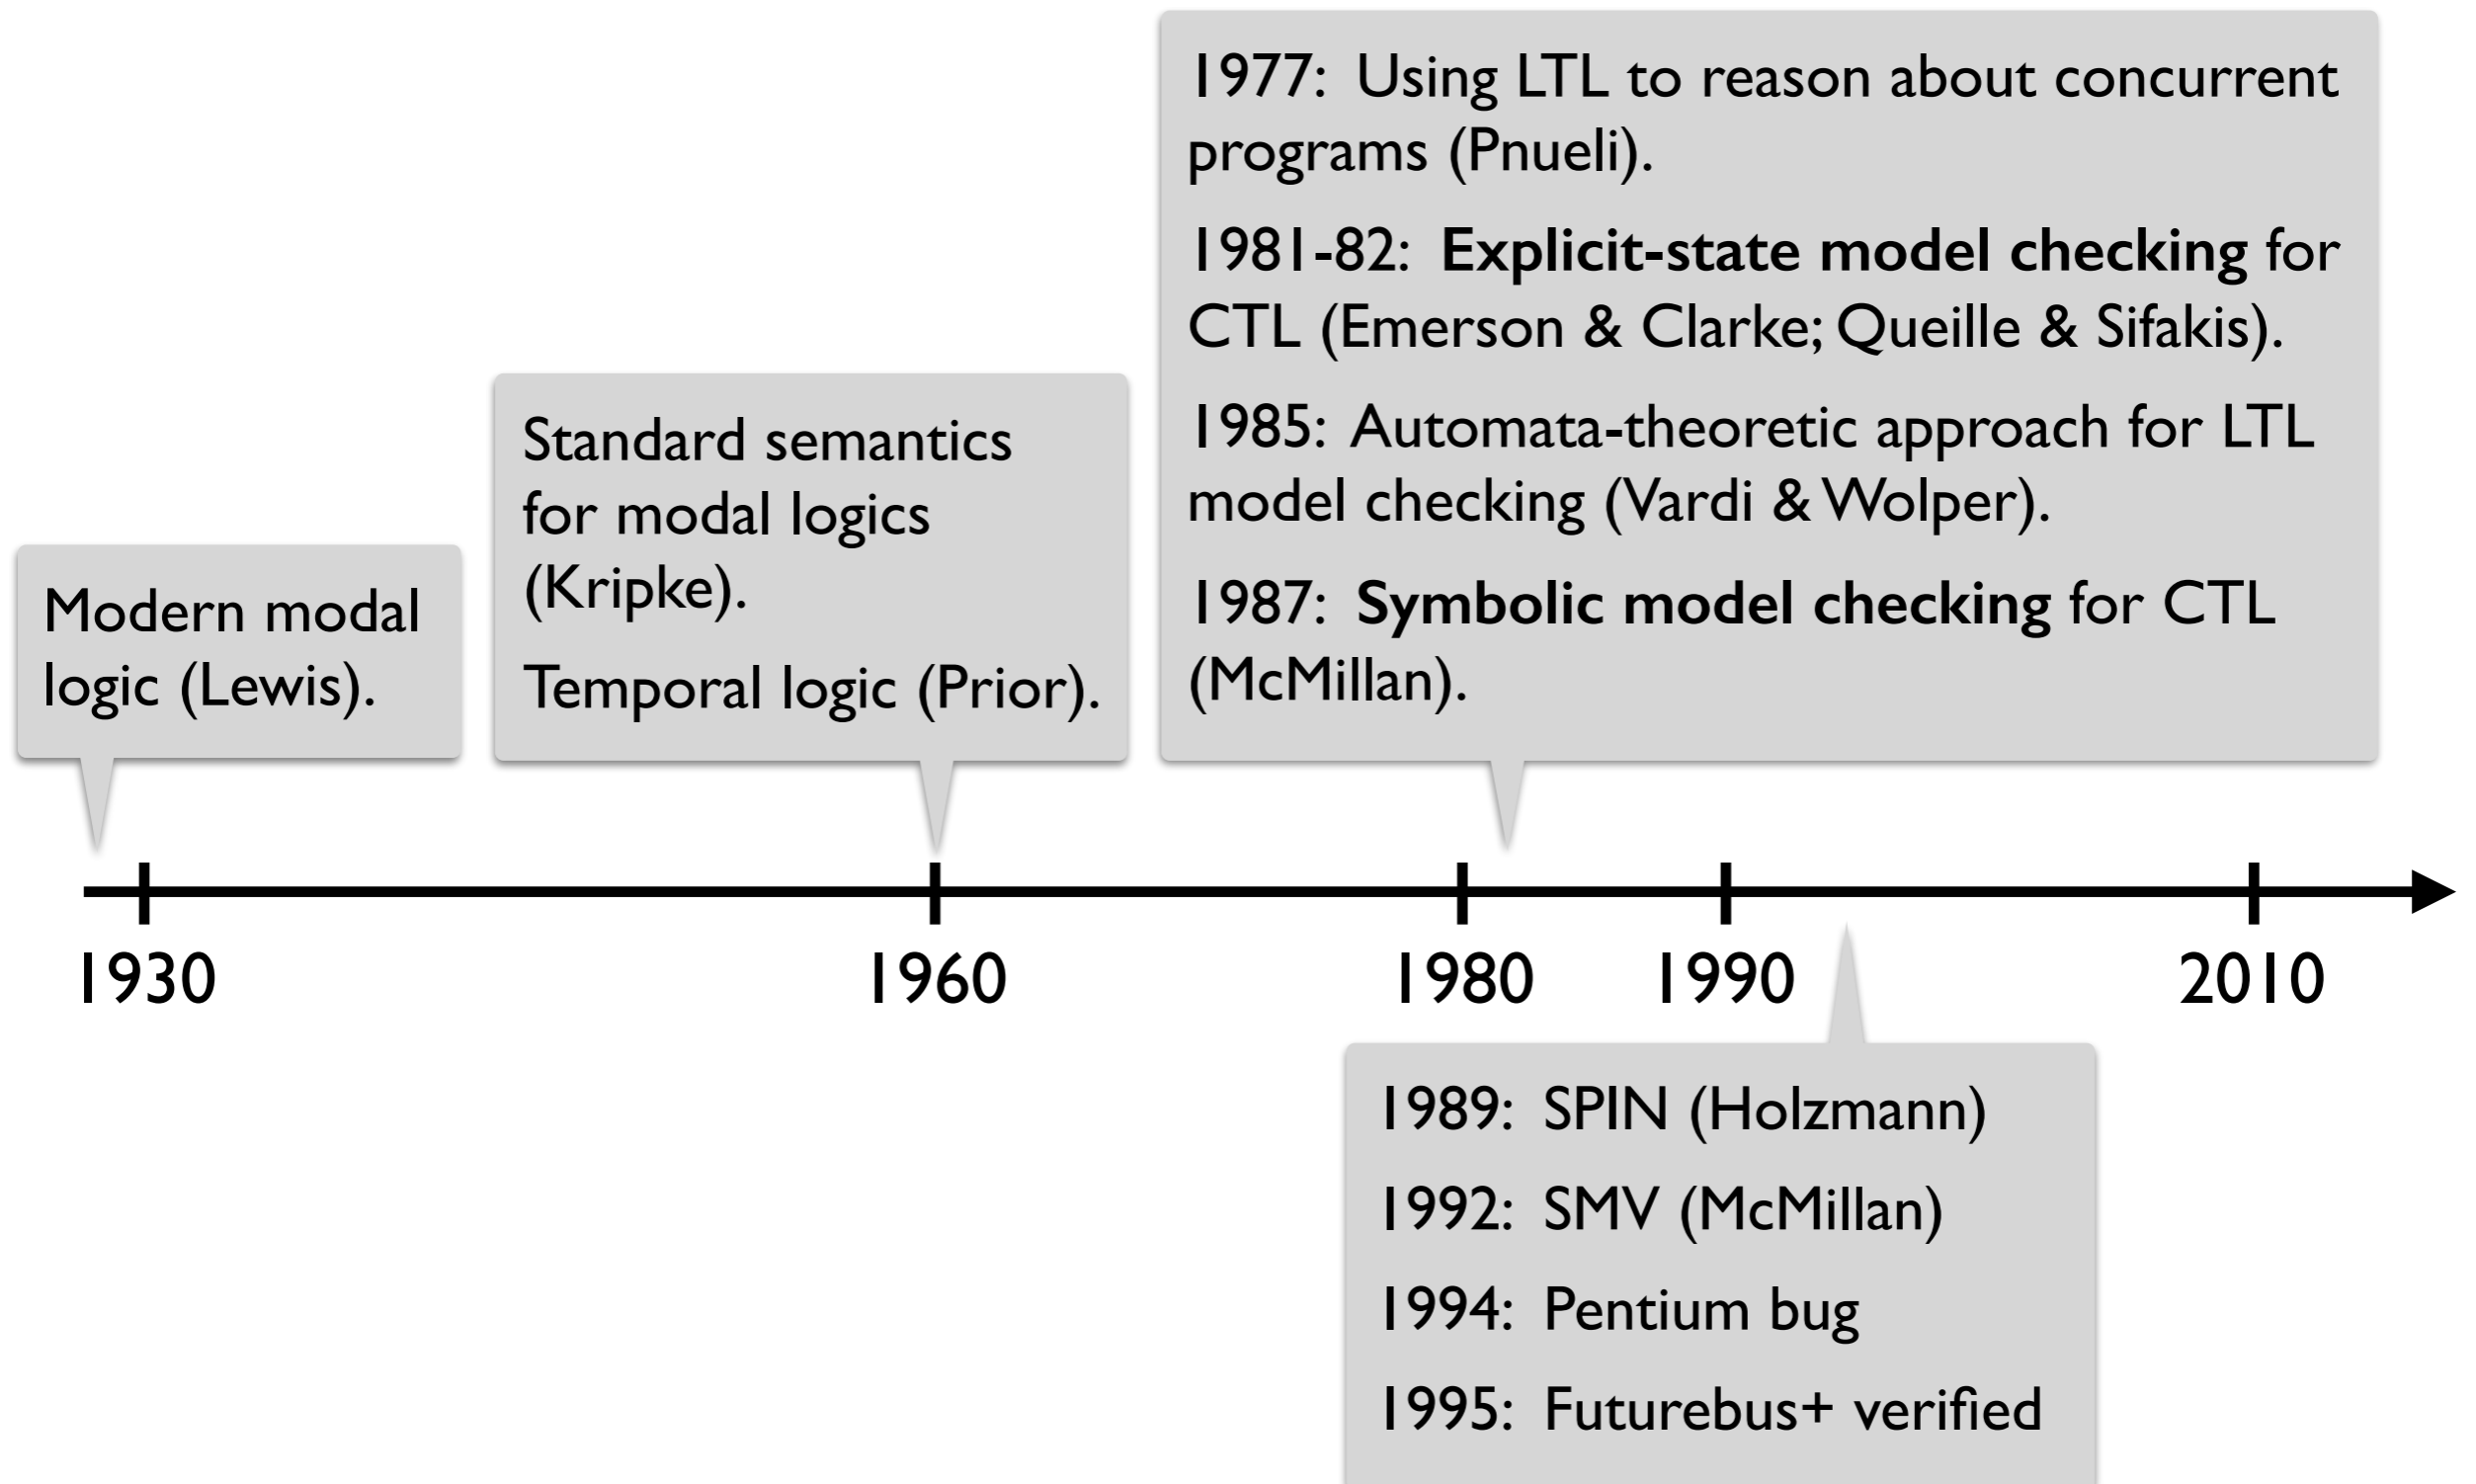 Modern modal
logic (Lewis).
Standard semantics
for modal logics
(Kripke).
Temporal logic (Prior).
1977: Using LTL to reason about concurrent
programs (Pnueli).
1981-82: Explicit-state model checking for
CTL (Emerson & Clarke; Queille & Sifakis).
1985: Automata-theoretic approach for LTL
model checking (Vardi & Wolper).
1987: Symbolic model checking for CTL
(McMillan).
1930 1960 1980 1990 2010
1989: SPIN (Holzmann)
1992: SMV (McMillan)
1994: Pentium bug
1995: Futurebus+ verified